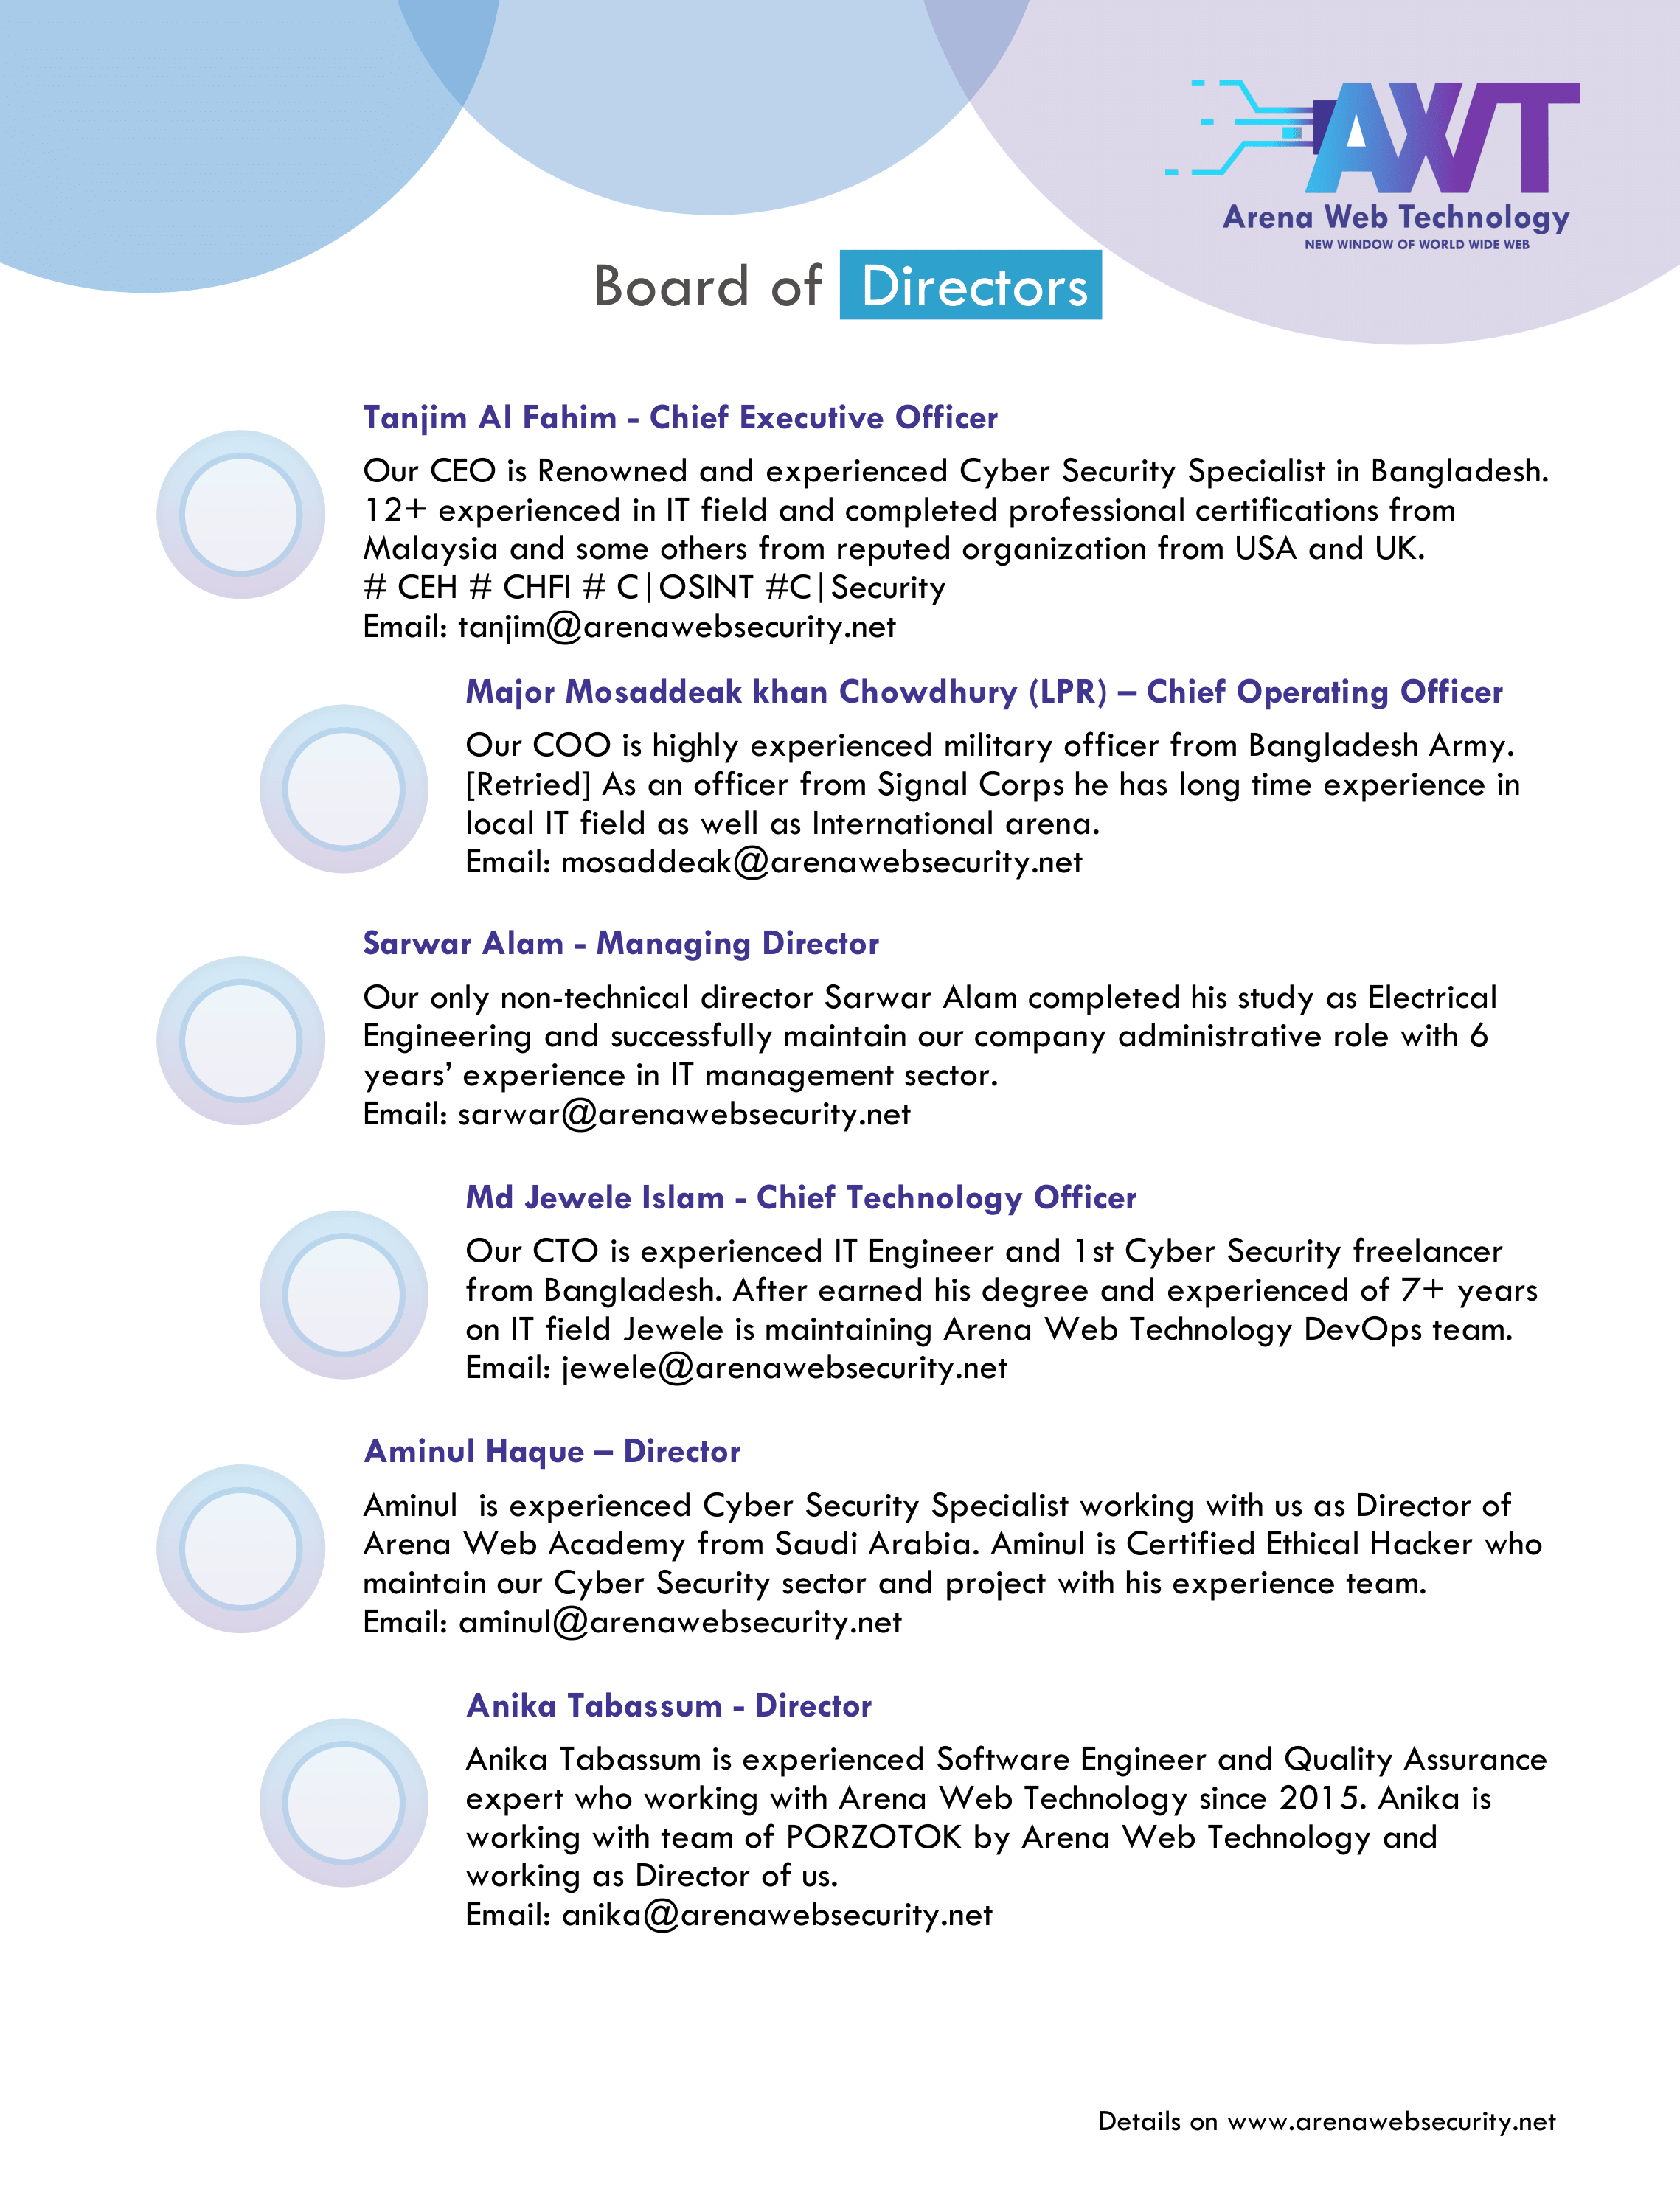 AWT
Arena Web Technology
NEW WINDOW OF WORLD WIDE WEB
Board of Directors
Tanjim Al Fahim - Chief Executive Officer
Our CEO is Renowned and experienced Cyber Security Specialist in Bangladesh.
12+ experienced in IT field and completed professional certifications from
Malaysia and some others from reputed organization from USA and UK.
# CEH # CHFI # C|OSINT #C|Security
Email: tanjim@arenawebsecurity.net
Major Mosaddeak khan Chowdhury (LPR) – Chief Operating Officer
Our COO is highly experienced military officer from Bangladesh Army.
[Retried] As an officer from Signal Corps he has long time experience in
local IT field as well as International arena.
Email: mosaddeak@arenawebsecurity.net
Sarwar Alam - Managing Director
Our only non-technical director Sarwar Alam completed his study as Electrical
Engineering and successfully maintain our company administrative role with 6
years’ experience in IT management sector.
Email: sarwar@arenawebsecurity.net
Md Jewele Islam - Chief Technology Officer
Our CTO is experienced IT Engineer and 1st Cyber Security freelancer
from Bangladesh. After earned his degree and experienced of 7+ years
on IT field Jewele is maintaining Arena Web Technology DevOps team.
Email: jewele@arenawebsecurity.net
Aminul Haque – Director
Aminul  is experienced Cyber Security Specialist working with us as Director of
Arena Web Academy from Saudi Arabia. Aminul is Certified Ethical Hacker who
maintain our Cyber Security sector and project with his experience team.
Email: aminul@arenawebsecurity.net
Anika Tabassum - Director
Anika Tabassum is experienced Software Engineer and Quality Assurance
expert who working with Arena Web Technology since 2015. Anika is
working with team of PORZOTOK by Arena Web Technology and
working as Director of us.
Email: anika@arenawebsecurity.net
Details on www.arenawebsecurity.net